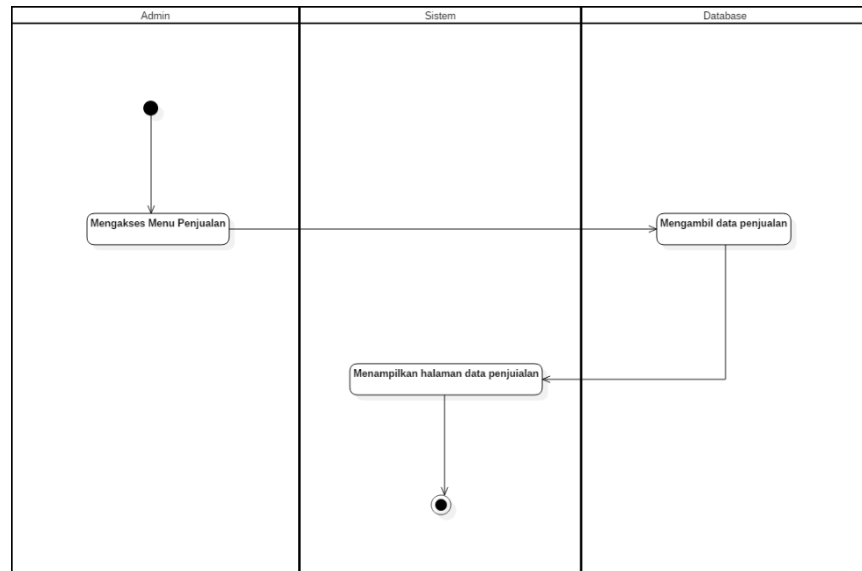 Admin
Sistem
Database
Mengakses Menu Penjualan
Mengambil data penjualan
Menampilkan halaman data penjuialan